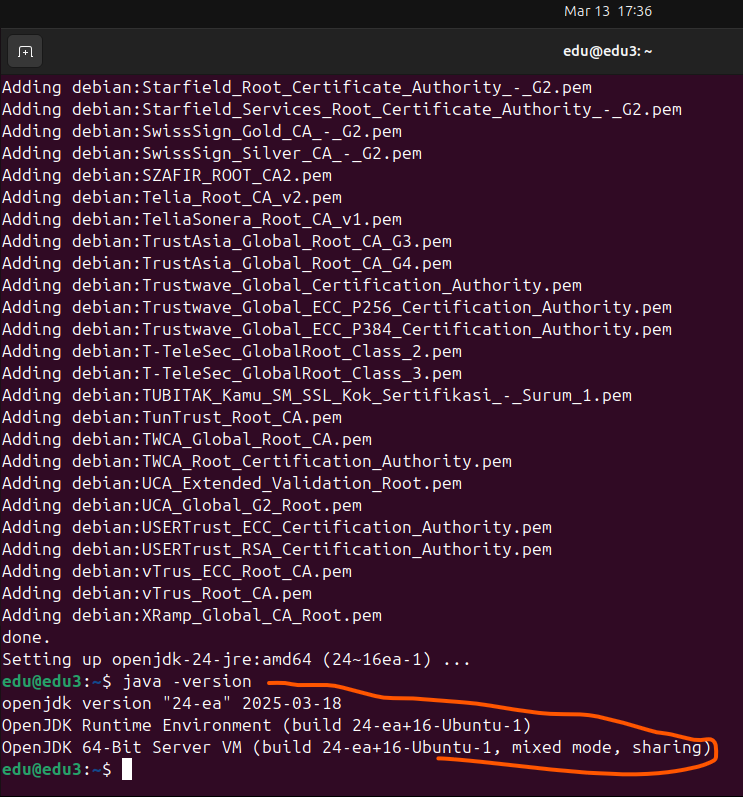 Mar 13 17:36
edu@edu3: ~
Adding debian:Starfield_Root_Certificate_Authority_-_G2.pem
Adding debian:Starfield_Services_Root_Certificate_Authority_-_G2.pem
Adding debian:SwissSign_Gold_CA_-_G2.pem
Adding debian:SwissSign_Silver_CA_-_G2.pem
Adding debian:SZAFIR_ROOT_CA2.pem
Adding debian:Telia_Root_CA_v2.pem
Adding debian:TeliaSonera_Root_CA_v1.pem
Adding debian:TrustAsia_Global_Root_CA_G3.pem
Adding debian:TrustAsia_Global_Root_CA_G4.pem
Adding debian:Trustwave_Global_Certification_Authority.pem
Adding debian:Trustwave_Global_ECC_P256_Certification_Authority.pem
Adding debian:Trustwave_Global_ECC_P384_Certification_Authority.pem
Adding debian:T-TeleSec_GlobalRoot_Class_2.pem
Adding debian:T-TeleSec_GlobalRoot_Class_3.pem
Adding debian:TUBITAK_Kamu_SM_SSL_Kok_Sertifikasi_-_Surum_1.pem
Adding debian:TunTrust_Root_CA.pem
Adding debian:TWCA_Global_Root_CA.pem
Adding debian:TWCA_Root_Certification_Authority.pem
Adding debian:UCA_Extended_Validation_Root.pem
Adding debian:UCA_Global_G2_Root.pem
Adding debian:USERTrust_ECC_Certification_Authority.pem
Adding debian:USERTrust_RSA_Certification_Authority.pem
Adding debian:vTrus_ECC_Root_CA.pem
Adding debian:vTrus_Root_CA.pem
Adding debian:XRamp_Global_CA_Root.pem
done.
Setting up openjdk-24-jre:amd64 (24~16ea-1) ...
edu@edu3:~$ java -version
openjdk version "24-ea" 2025-03-18
OpenJDK Runtime Environment (build 24-ea+16-Ubuntu-1)
OpenJDK 64-Bit Server VM (build 24-ea+16-Ubuntu-1, mixed mode, sharing)
edu@edu3:~$